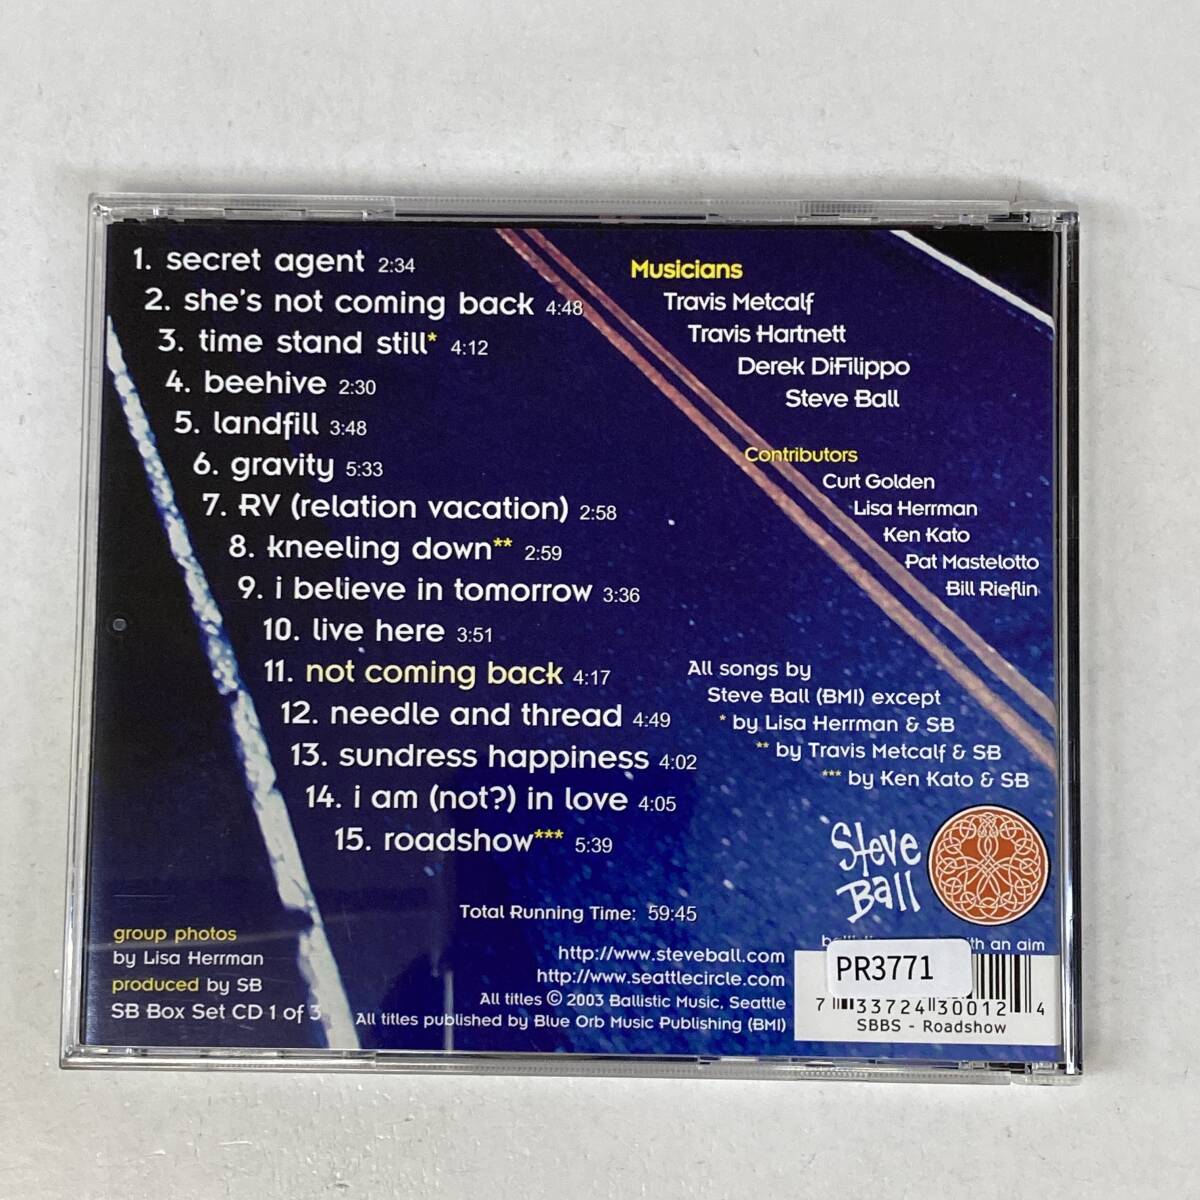 1. secret agent 2:34
2. she's not coming back 4:48
3. time stand still* 4:12
4. beehive 2:30
5. landfill 3:48
6. gravity 5:33
7. RV (relation vacation) 2:58
8. kneeling down** 2:59
9. i believe in tomorrow 3:36
10. live here 3:51
11. not coming back 4:17
12. needle and thread 4:49
13. sundress happiness 4:02
14. i am (not?) in love 4:05
15. roadshow*** 5:39
Total Running Time: 59:45
Musicians
Travis Metcalf
Travis Hartnett
Derek DiFilippo
Steve Ball
Contributors
Curt Golden
Lisa Herrman
Ken Kato
Pat Mastelotto
Bill Rieflin
All songs by
Steve Ball (BMI) except
* by Lisa Herrman & SB
** by Travis Metcalf & SB
*** by Ken Kato & SB
Steve
Ball
an aim
group photos
by Lisa Herrman
produced by SB
SB Box Set CD 1 of 3
http://www.steveball.com
http://www.seattlecircle.com
All titles © 2003 Ballistic Music, Seattle
All titles published by Blue Orb Music Publishing (BMI)
PR3771
7 33724 30012 4
SBBS - Roadshow